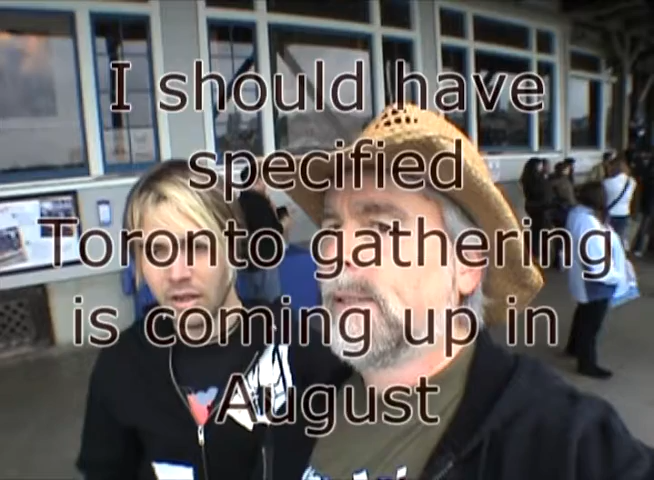 I should have
specified
Toronto gathering
is coming up in
August